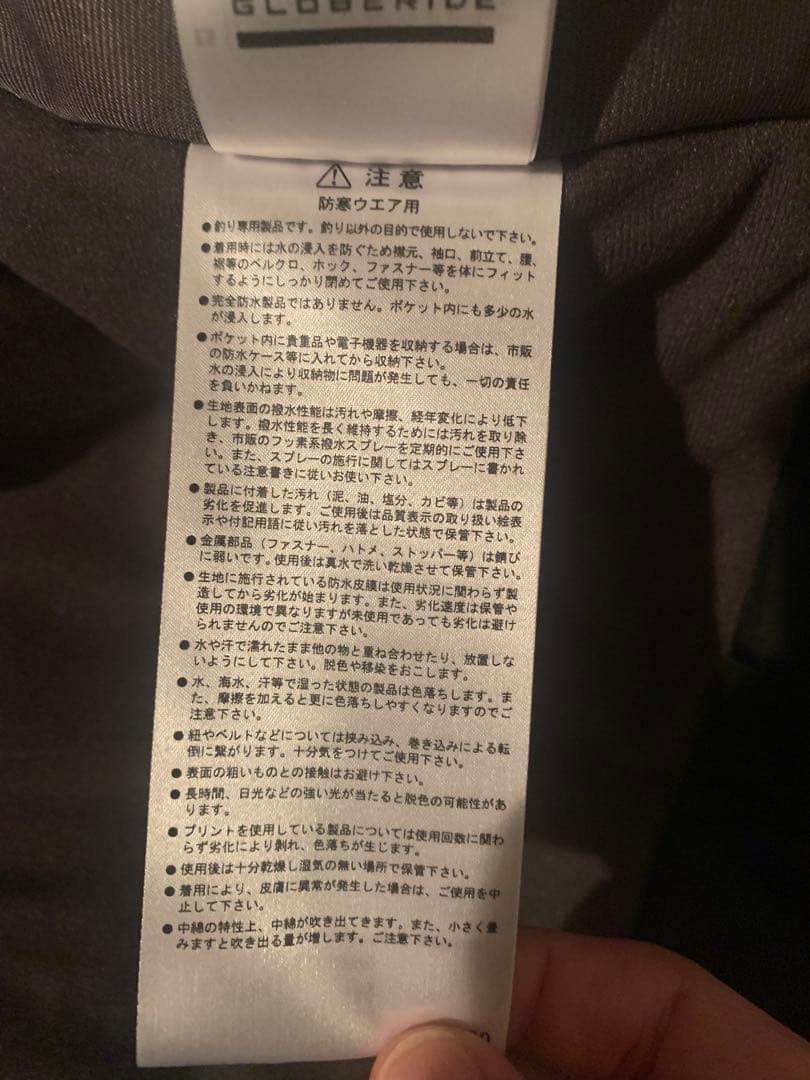 GLOBERIDE
⚠ 注意
防寒ウエア用
●釣り専用製品です。釣り以外の目的で使用しないで下さい。
●着用時には水の浸入を防ぐため襟元、袖口、前立て、腰、
裾等のベルクロ、ホック、ファスナー等を体にフィット
するようにしっかり閉めてご使用下さい。
●完全防水製品ではありません。ポケット内にも多少の水
が浸入します。
●ポケット内に貴重品や電子機器を収納する場合は、市販
の防水ケース等に入れてから収納下さい。
水の浸入により収納物に問題が発生しても、一切の責任
を負いかねます。
●生地表面の撥水性能は汚れや摩擦、経年変化により低下
します。撥水性能を長く維持するためには汚れを取り除
き、市販のフッ素系撥水スプレーを定期的にご使用下さ
い。また、スプレーの施行に関してはスプレーに書かれ
ている注意書きに従いお使い下さい。
●製品に付着した汚れ（泥、油、塩分、カビ等）は製品の
劣化を促進します。ご使用後は品質表示の取り扱い絵表
示や付記用語に従い汚れを落とした状態で保管下さい。
●金属部品（ファスナー、ハトメ、ストッパー等）は錆び
に弱いです。使用後は真水で洗い乾燥させて保管下さい。
●生地に施行されている防水皮膜は使用状況に関わらず製
造してから劣化が始まります。また、劣化速度は保管や
使用の環境で異なりますが未使用であっても劣化は避け
られませんのでご注意下さい。
●水や汗で濡れたまま他の物と重ね合わせたり、放置しな
いようにして下さい。脱色や移染をおこします。
●水、海水、汗等で湿った状態の製品は色落ちします。ま
た、摩擦を加えると更に色落ちしやすくなりますのでご
注意下さい。
●紐やベルトなどについては挟み込み、巻き込みによる転
倒に繋がります。十分気をつけてご使用下さい。
●表面の粗いものとの接触はお避け下さい。
●長時間、日光などの強い光が当たると脱色の可能性があ
ります。
●プリントを使用している製品については使用回数に関わ
らず劣化により剥れ、色落ちが生じます。
●使用後は十分乾燥し湿気の無い場所で保管下さい。
●着用により、皮膚に異常が発生した場合は、ご使用を中
止して下さい。
●中綿の特性上、中綿が吹き出てきます。また、小さく畳
みますと吹き出る量が増します。ご注意下さい。